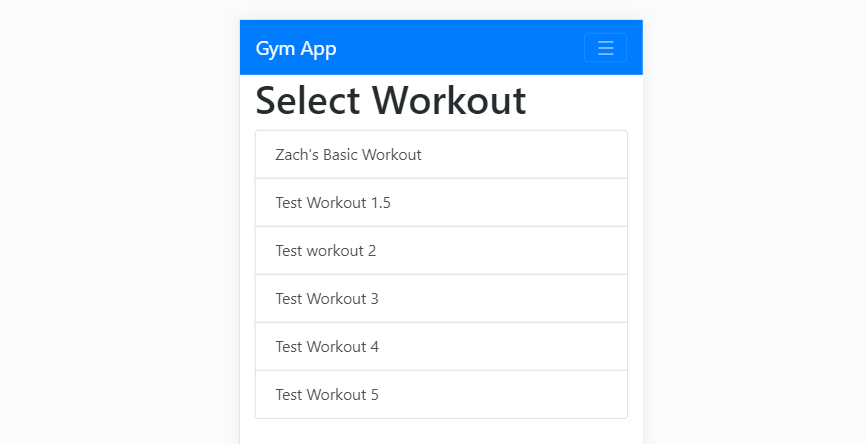 Gym App
Select Workout
Zach's Basic Workout
Test Workout 1.5
Test workout 2
Test Workout 3
Test Workout 4
Test Workout 5